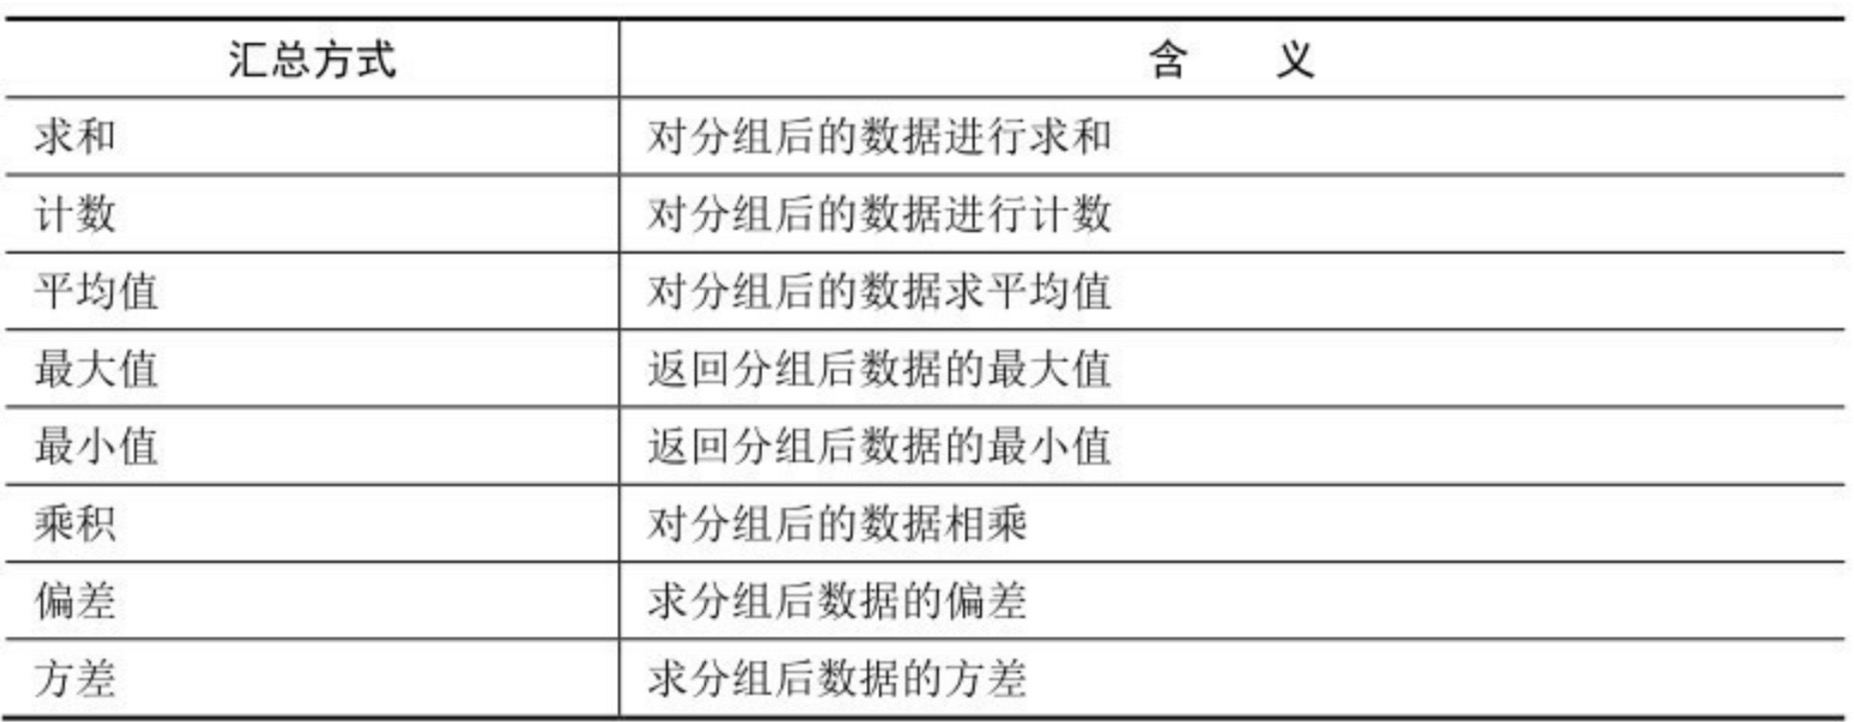 汇总方式 含 义
求和 对分组后的数据进行求和
计数 对分组后的数据进行计数
平均值 对分组后的数据求平均值
最大值 返回分组后数据的最大值
最小值 返回分组后数据的最小值
乘积 对分组后的数据相乘
偏差 求分组后数据的偏差
方差 求分组后数据的方差